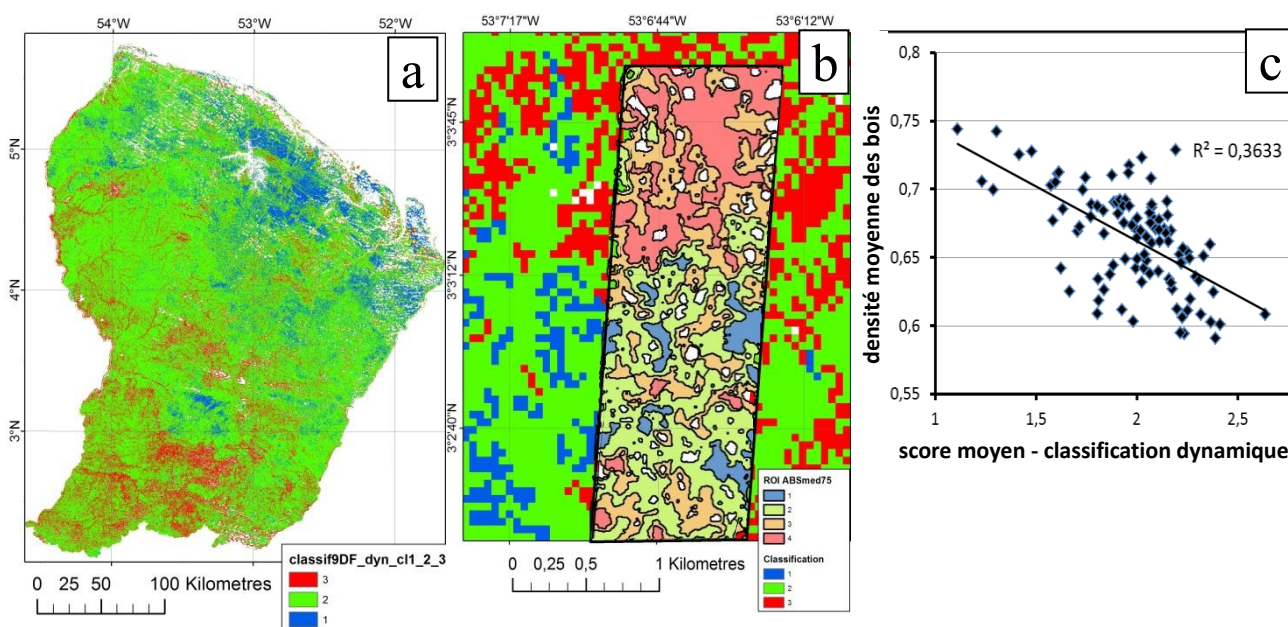 54°W 53°W 52°W
a
5°N
4°N
3°N
0 25 50 100 Kilometres
classif9DF_dyn_cl1_2_3
3
2
1
53°7'17"W 53°6'44"W 53°6'12"W
b
3°3'45"N
3°3'12"N
3°2'40"N
0 0,25 0,5 1 Kilometres
ROI ABSmed75
1
2
3
4
Classification
1
2
3
c
densité moyenne des bois
0,8
0,75
0,7
0,65
0,6
0,55
R² = 0,3633
1 1,5 2 2,5
score moyen - classification dynamique